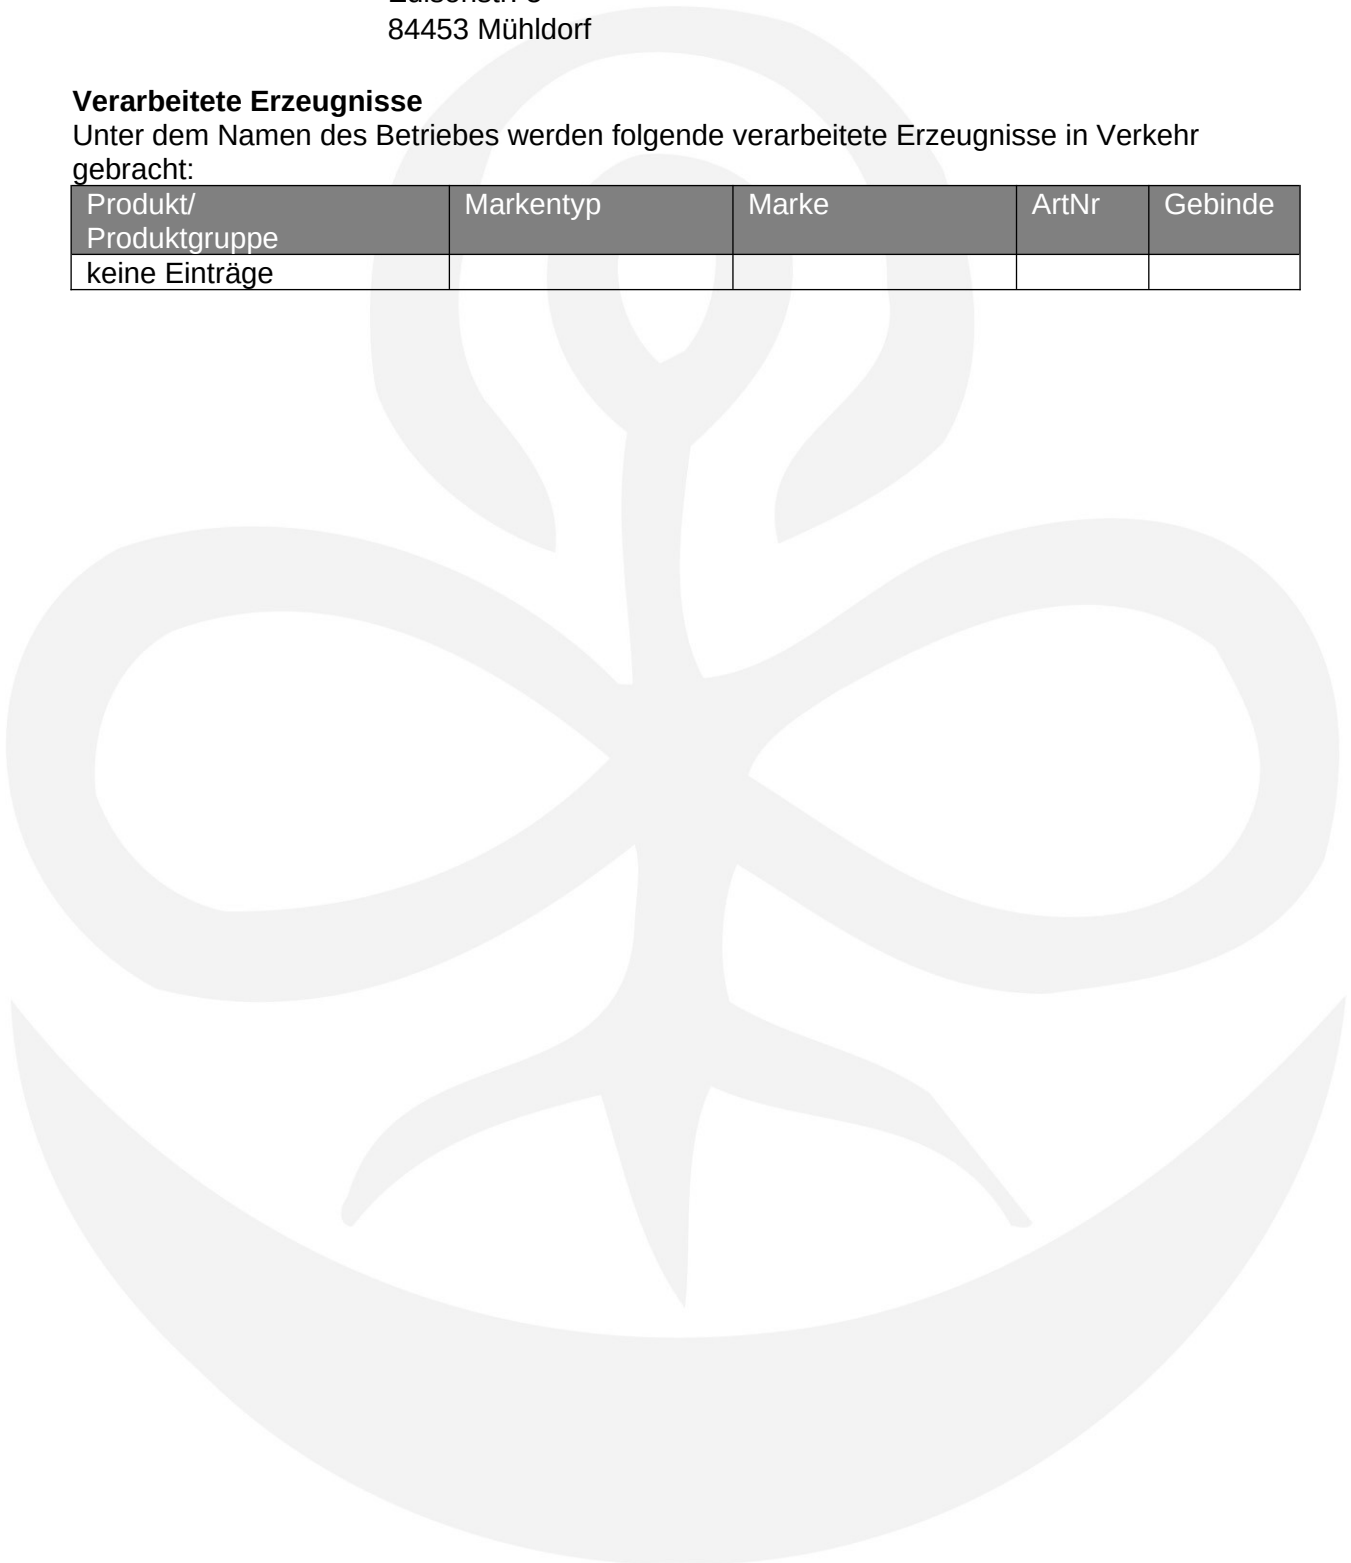 84453 Mühldorf
Verarbeitete Erzeugnisse
Unter dem Namen des Betriebes werden folgende verarbeitete Erzeugnisse in Verkehr
gebracht:
Produkt/ Markentyp Marke ArtNr Gebinde
Produktgruppe
keine Einträge